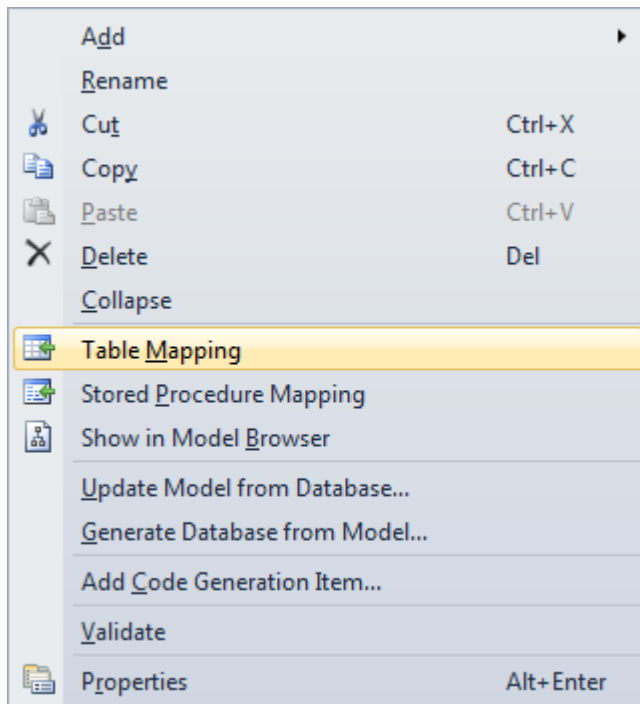 Add
Rename
Cut Ctrl+X
Copy Ctrl+C
Paste Ctrl+V
Delete Del
Collapse
Table Mapping
Stored Procedure Mapping
Show in Model Browser
Update Model from Database...
Generate Database from Model...
Add Code Generation Item...
Validate
Properties Alt+Enter